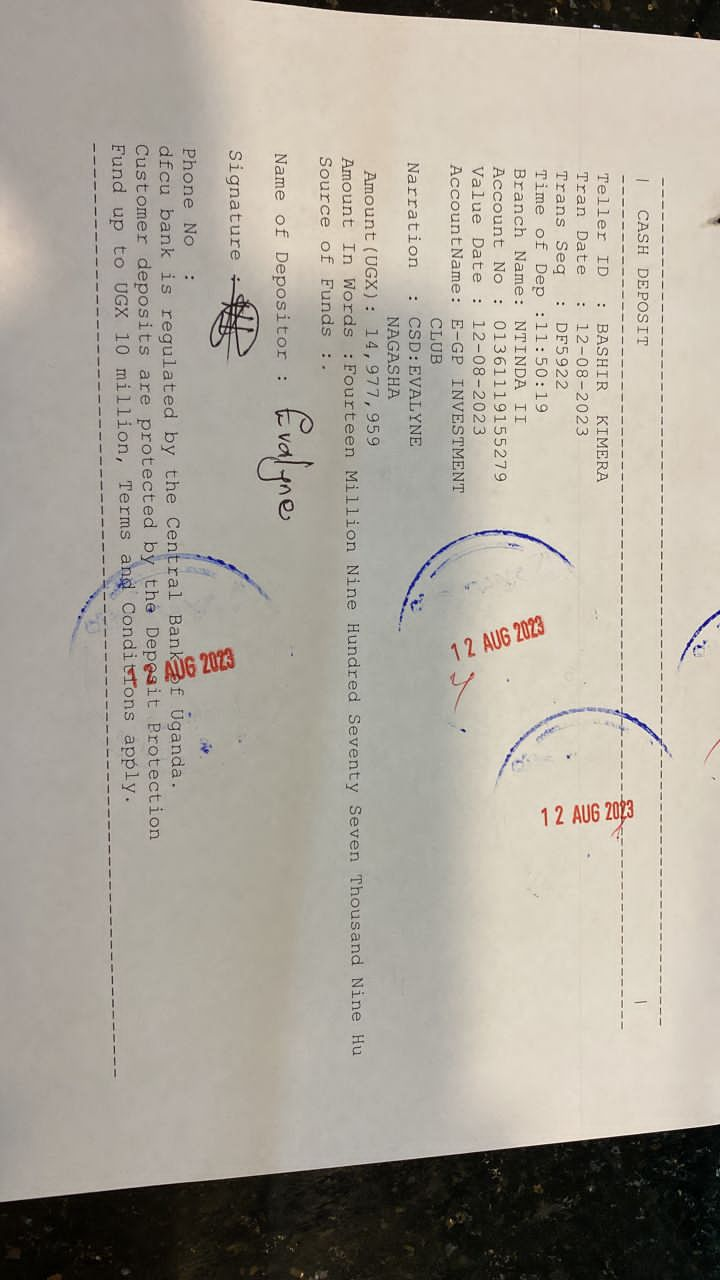 | CASH DEPOSIT |
Teller ID : BASHIR KIMERA
Tran Date : 12-08-2023
Trans Seq : DF5922
Time of Dep :11:50:19
Branch Name: NTINDA II
Account No : 01361119155279
Value Date : 12-08-2023
AccountName: E-GP INVESTMENT
CLUB
Narration : CSD:EVALYNE
NAGASHA
Amount(UGX): 14,977,959
Amount In Words :Fourteen Million Nine Hundred Seventy Seven Thousand Nine Hu
Source of Funds :.
Name of Depositor : Evalyne
Signature :
Phone No :
dfcu bank is regulated by the Central Bank of Uganda.
Customer deposits are protected by the Deposit Protection
Fund up to UGX 10 million, Terms and Conditions apply.
12 AUG 2023
12 AUG 2023
12 AUG 2023